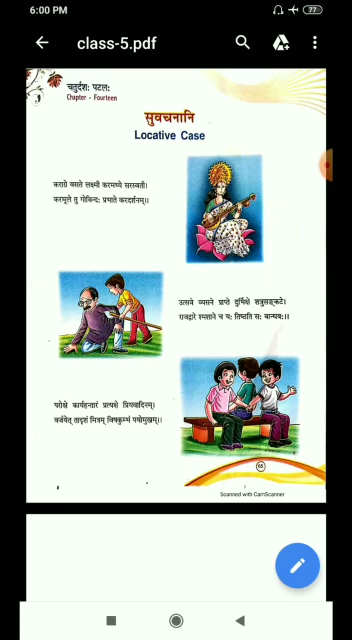 6:00 PM
77
class-5.pdf
चतुर्दशः पटलः
Chapter - Fourteen
सुवचनानि
Locative Case
कराग्रे वसते लक्ष्मी करमध्ये सरस्वती।
करमूले तु गोविन्दः प्रभाते करदर्शनम्।।
उत्सवे व्यसने प्राप्ते दुर्भिक्षे शत्रुसङ्कटे।
राजद्वारे श्मशाने च यः तिष्ठति सः बान्धवः।।
परोक्षे कार्यहन्तारं प्रत्यक्षे प्रियवादिनम्।
वर्जयेत् तादृशं मित्रम् विषकुम्भं पयोमुखम्।।
65
Scanned with CamScanner